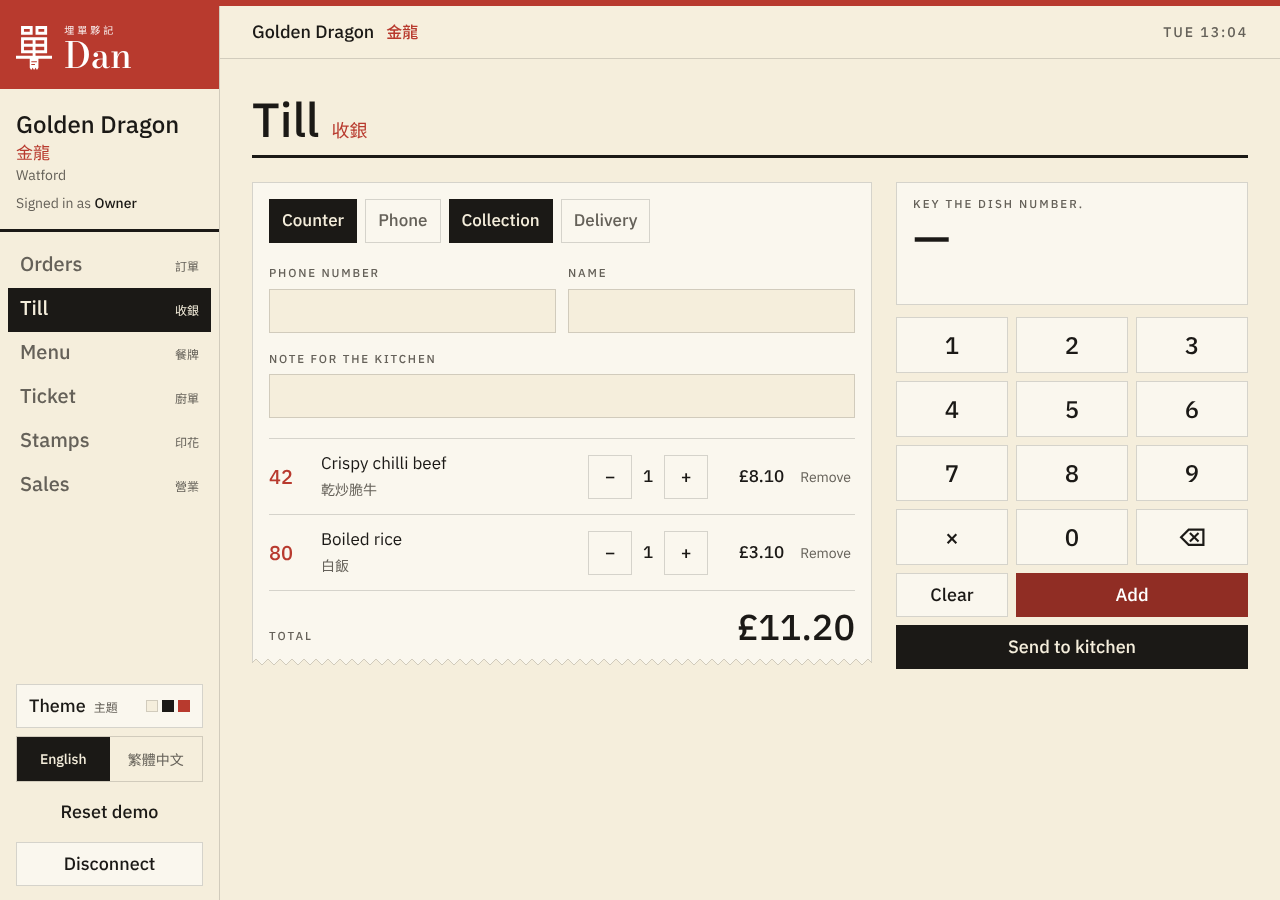 單
埋單夥記
Dan
Golden Dragon
金龍
Watford
Signed in as Owner
Orders 訂單
Till 收銀
Menu 餐牌
Ticket 廚單
Stamps 印花
Sales 營業
Theme 主題
English 繁體中文
Reset demo
Disconnect
Golden Dragon 金龍
TUE 13:04
Till 收銀
Counter Phone Collection Delivery
PHONE NUMBER NAME
NOTE FOR THE KITCHEN
42 Crispy chilli beef − 1 + £8.10 Remove
乾炒脆牛
80 Boiled rice − 1 + £3.10 Remove
白飯
TOTAL £11.20
KEY THE DISH NUMBER.
—
1 2 3
4 5 6
7 8 9
× 0 ⌫
Clear Add
Send to kitchen